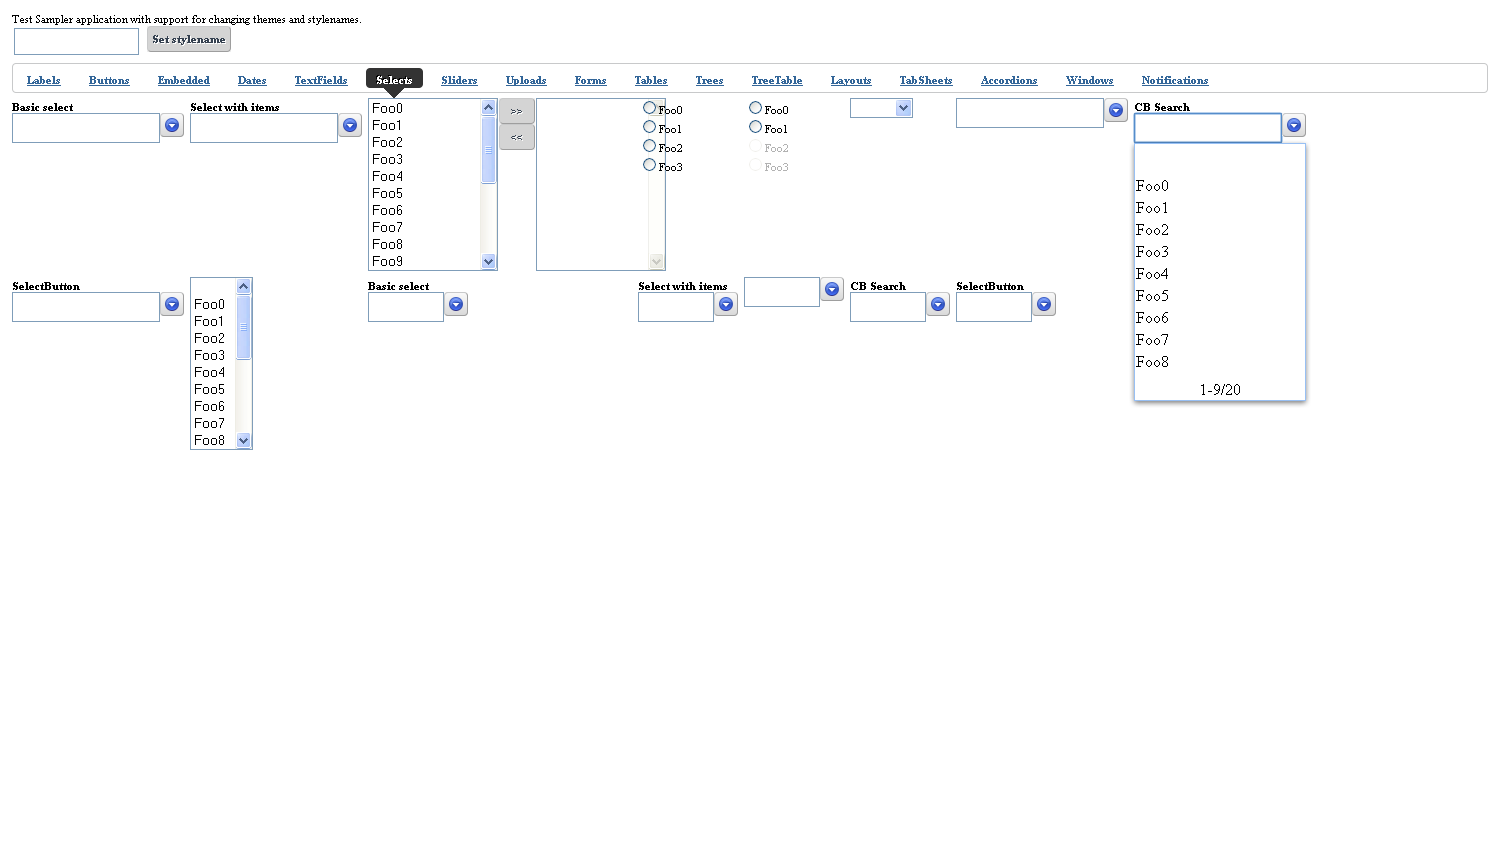 Test Sampler application with support for changing themes and stylenames.
Set stylename
Labels Buttons Embedded Dates TextFields Selects Sliders Uploads Forms Tables Trees TreeTable Layouts TabSheets Accordions Windows Notifications
Basic select
Select with items
Foo0
Foo1
Foo2
Foo3
Foo4
Foo5
Foo6
Foo7
Foo8
Foo9
>>
<<
Foo0
Foo1
Foo2
Foo3
Foo0
Foo1
Foo2
Foo3
CB Search
Foo0
Foo1
Foo2
Foo3
Foo4
Foo5
Foo6
Foo7
Foo8
1-9/20
SelectButton
Foo0
Foo1
Foo2
Foo3
Foo4
Foo5
Foo6
Foo7
Foo8
Basic select
Select with items
CB Search
SelectButton